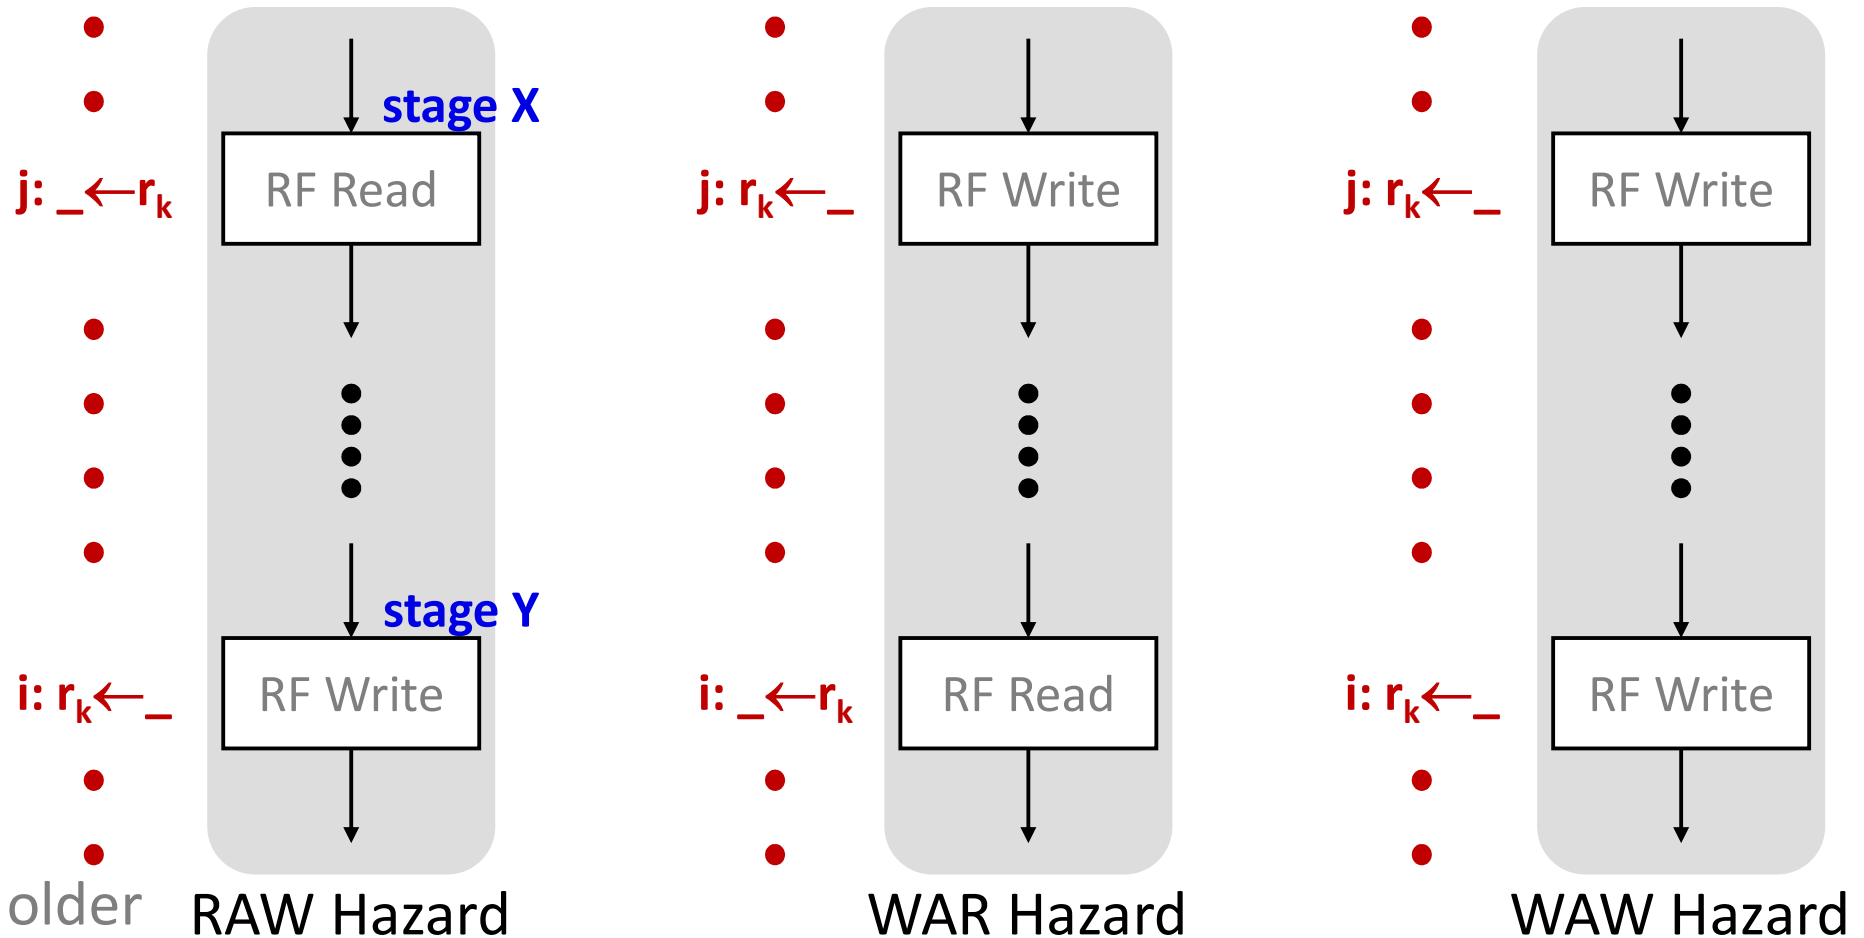 stage X
RF Read
j: _←rk
stage Y
RF Write
i: rk←_
older
RAW Hazard
RF Write
j: rk←_
RF Read
i: _←rk
WAR Hazard
RF Write
j: rk←_
RF Write
i: rk←_
WAW Hazard